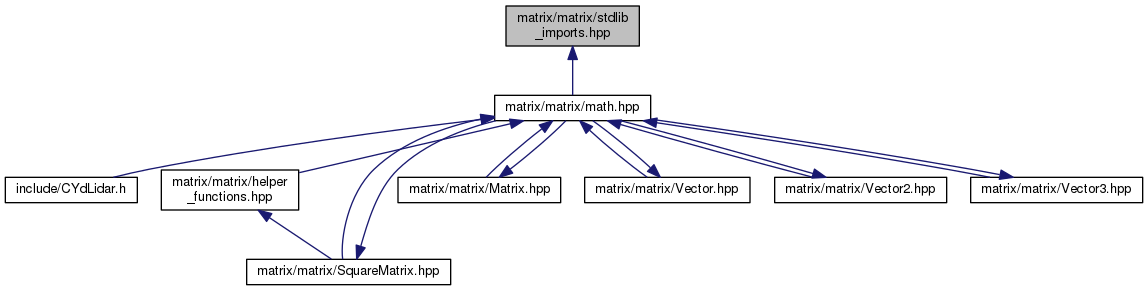 matrix/matrix/stdlib
_imports.hpp
matrix/matrix/math.hpp
include/CYdLidar.h
matrix/matrix/helper
_functions.hpp
matrix/matrix/Matrix.hpp
matrix/matrix/Vector.hpp
matrix/matrix/Vector2.hpp
matrix/matrix/Vector3.hpp
matrix/matrix/SquareMatrix.hpp